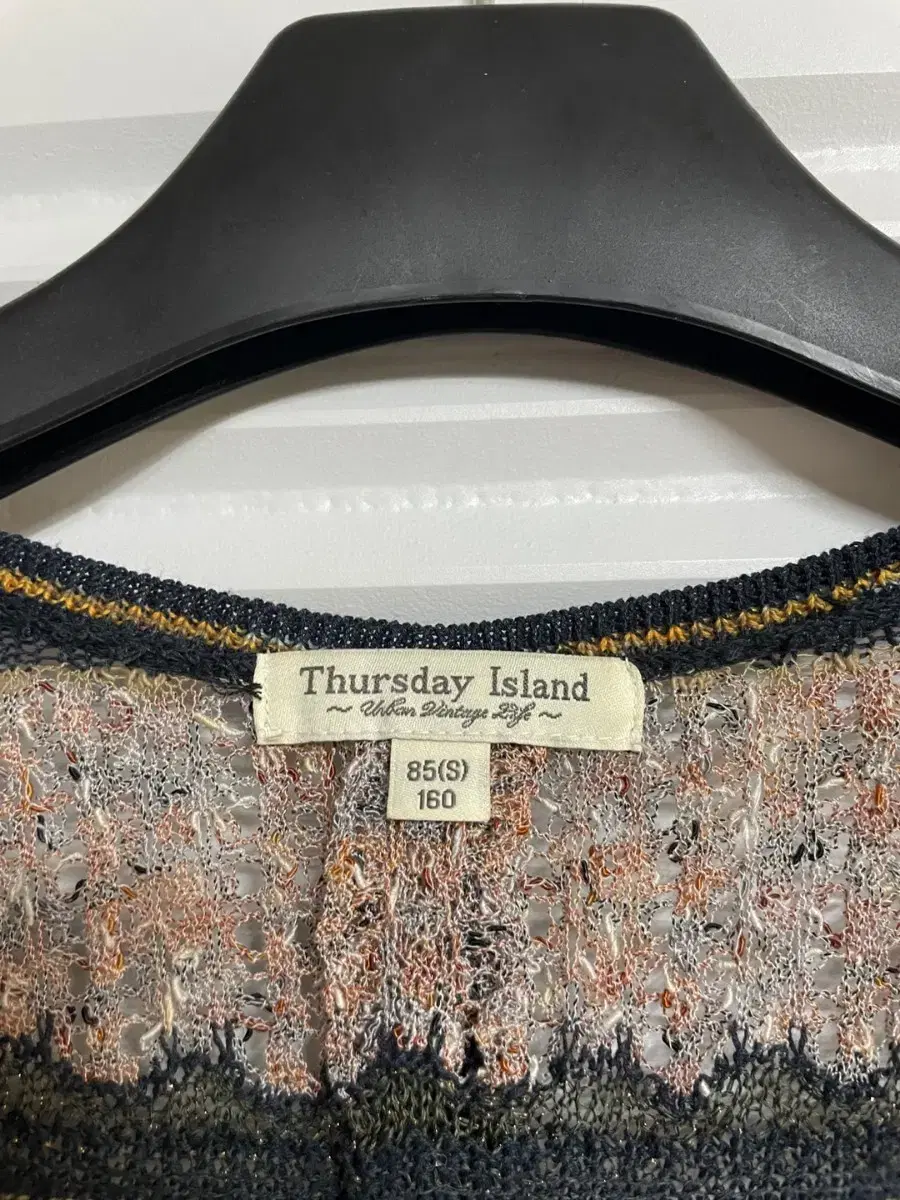 Thursday Island
~ Urban Vintage Life ~
85(S)
160